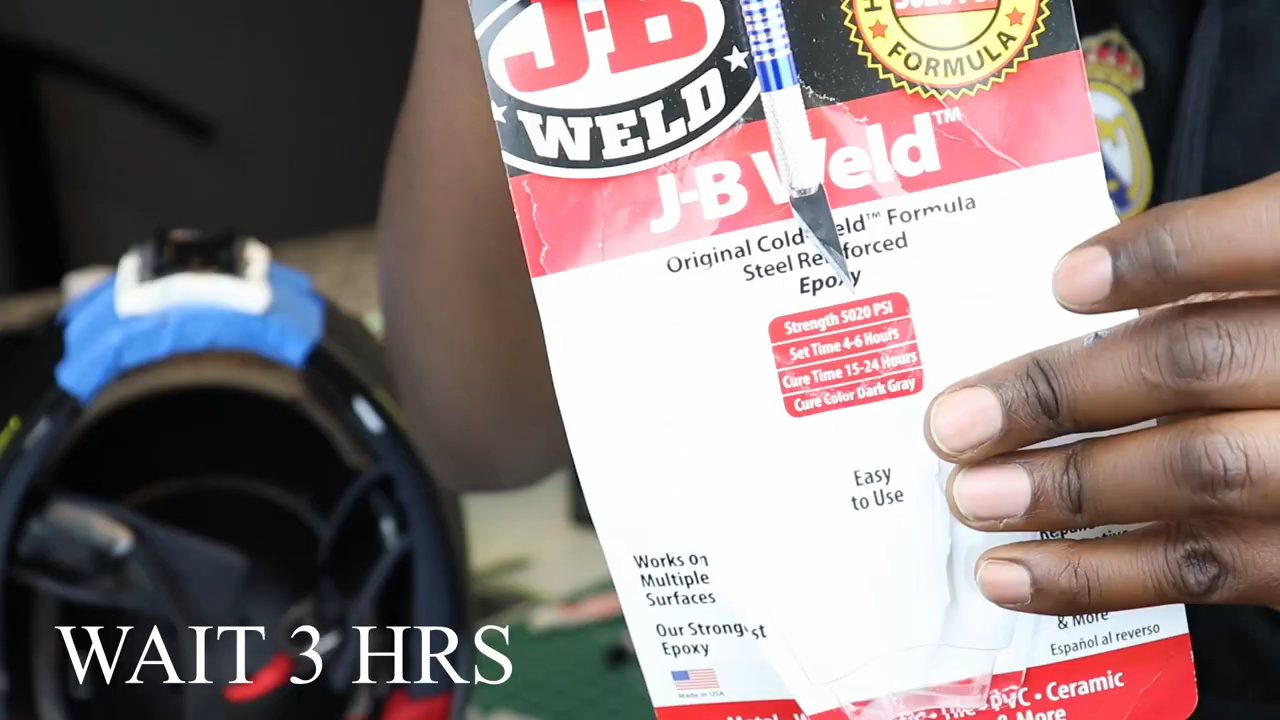 J-B
WELD
FORMULA
J-B Weld™
Original Cold-Weld™ Formula
Steel Reinforced
Epoxy
Strength 5020 PSI
Set Time 4-6 Hours
Cure Time 15-24 Hours
Cure Color Dark Gray
Easy
to Use
Works on
Multiple
Surfaces
Our Strongest
Epoxy
Made in USA
& More
Español al reverso
PVC • Ceramic
& More
WAIT 3 HRS